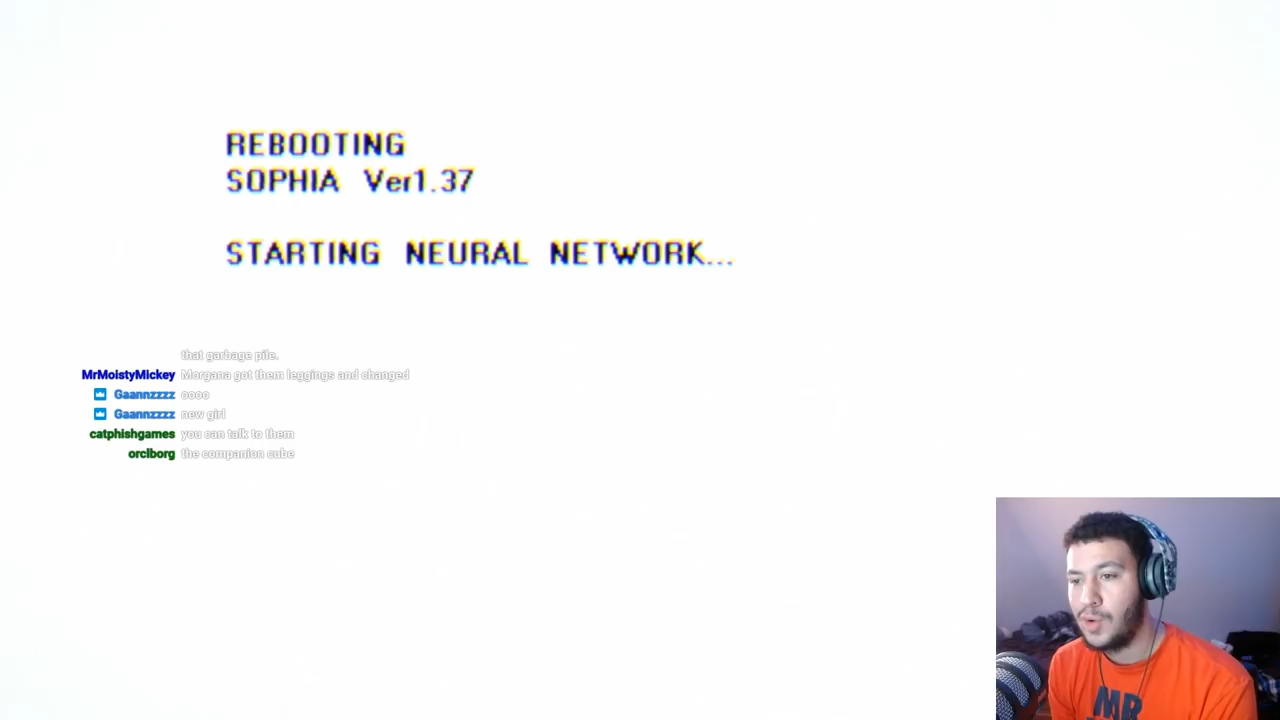 REBOOTING
SOPHIA Ver1.37
STARTING NEURAL NETWORK...
that garbage pile.
MrMoistyMickey Morgana got them leggings and changed
Gaannzzzz oooo
Gaannzzzz new girl
catphishgames you can talk to them
orclborg the companion cube
MR